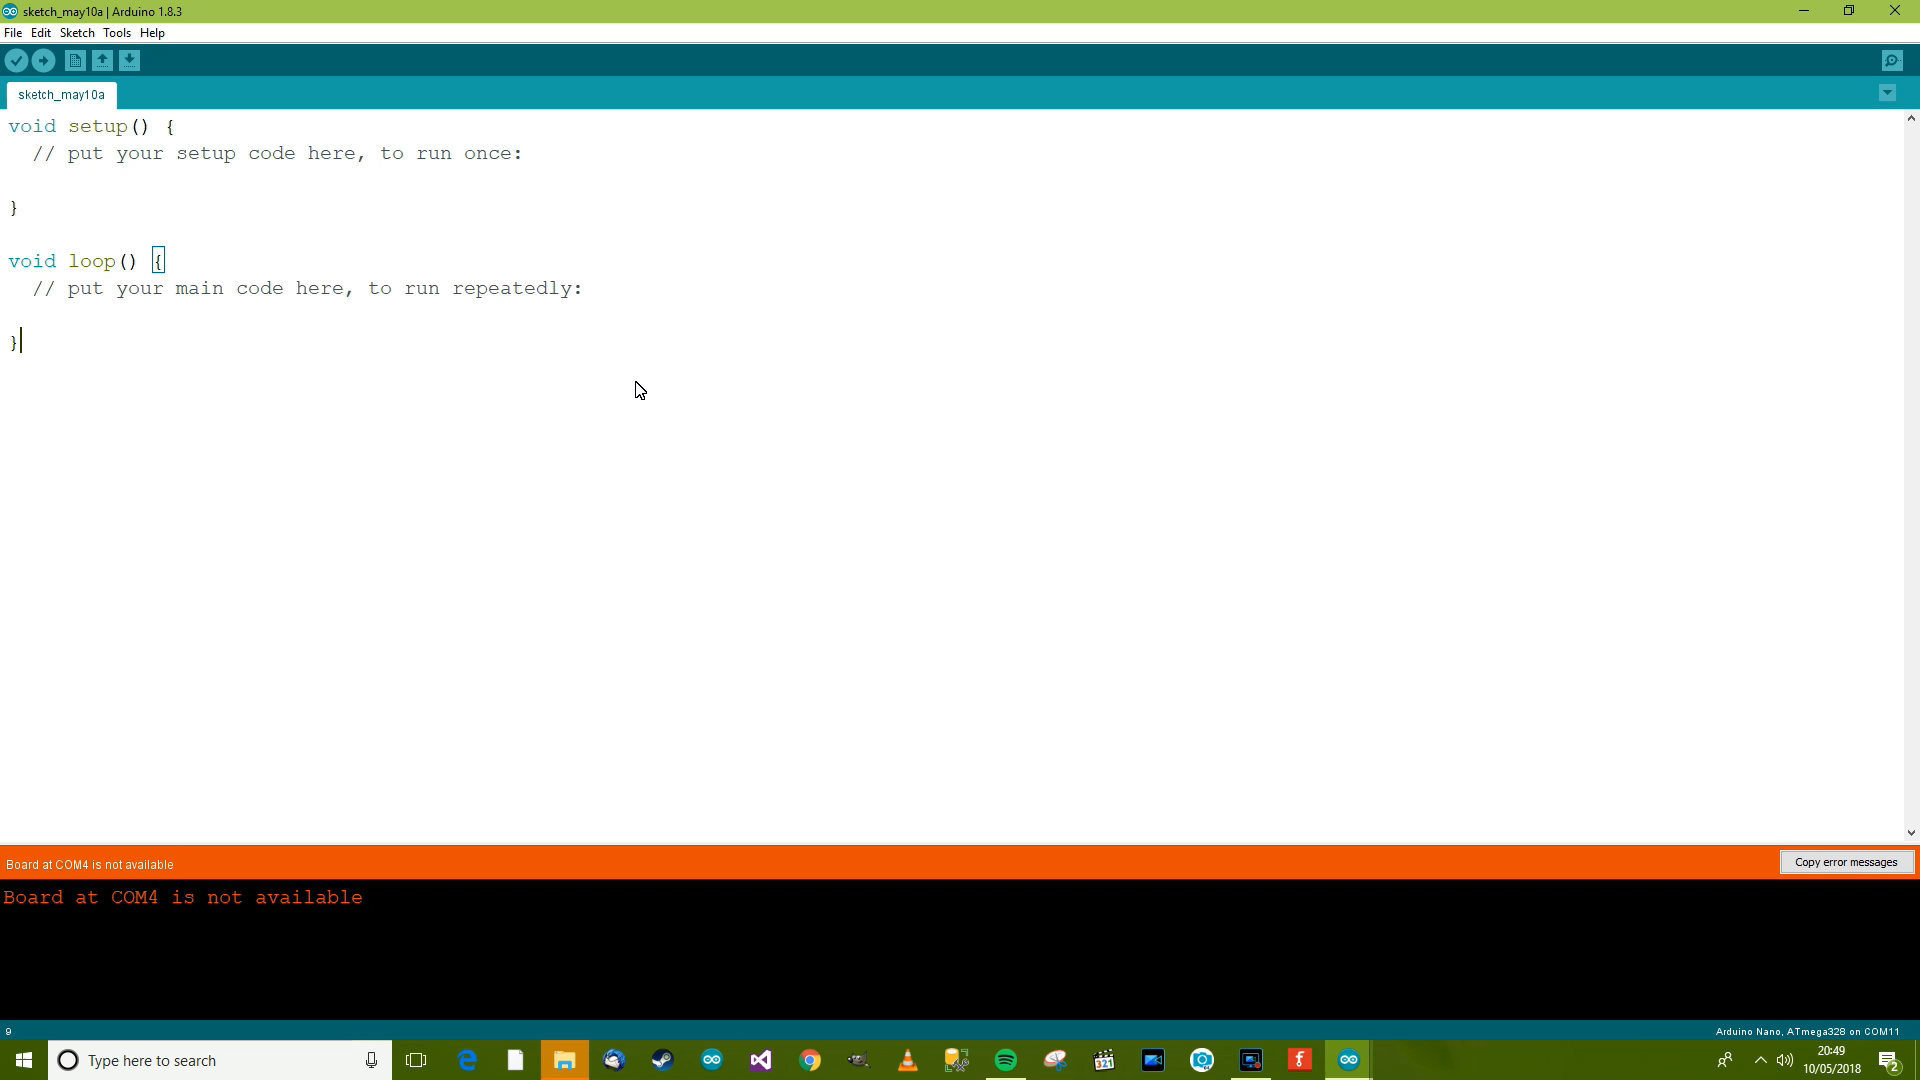 sketch_may10a | Arduino 1.8.3
File Edit Sketch Tools Help
sketch_may10a
void setup() {
  // put your setup code here, to run once:
}
void loop() {
  // put your main code here, to run repeatedly:
}
Board at COM4 is not available
Copy error messages
Board at COM4 is not available
9
Arduino Nano, ATmega328 on COM11
Type here to search
321
20:49
10/05/2018
2